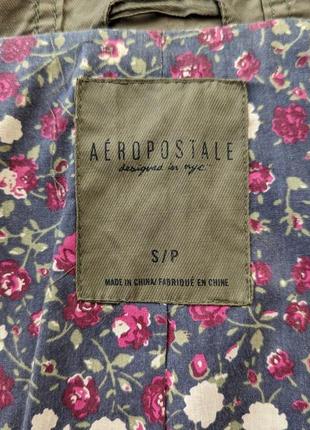 AÉROPOSTALE
designed in nyc
S/P
MADE IN CHINA/FABRIQUÉ EN CHINE